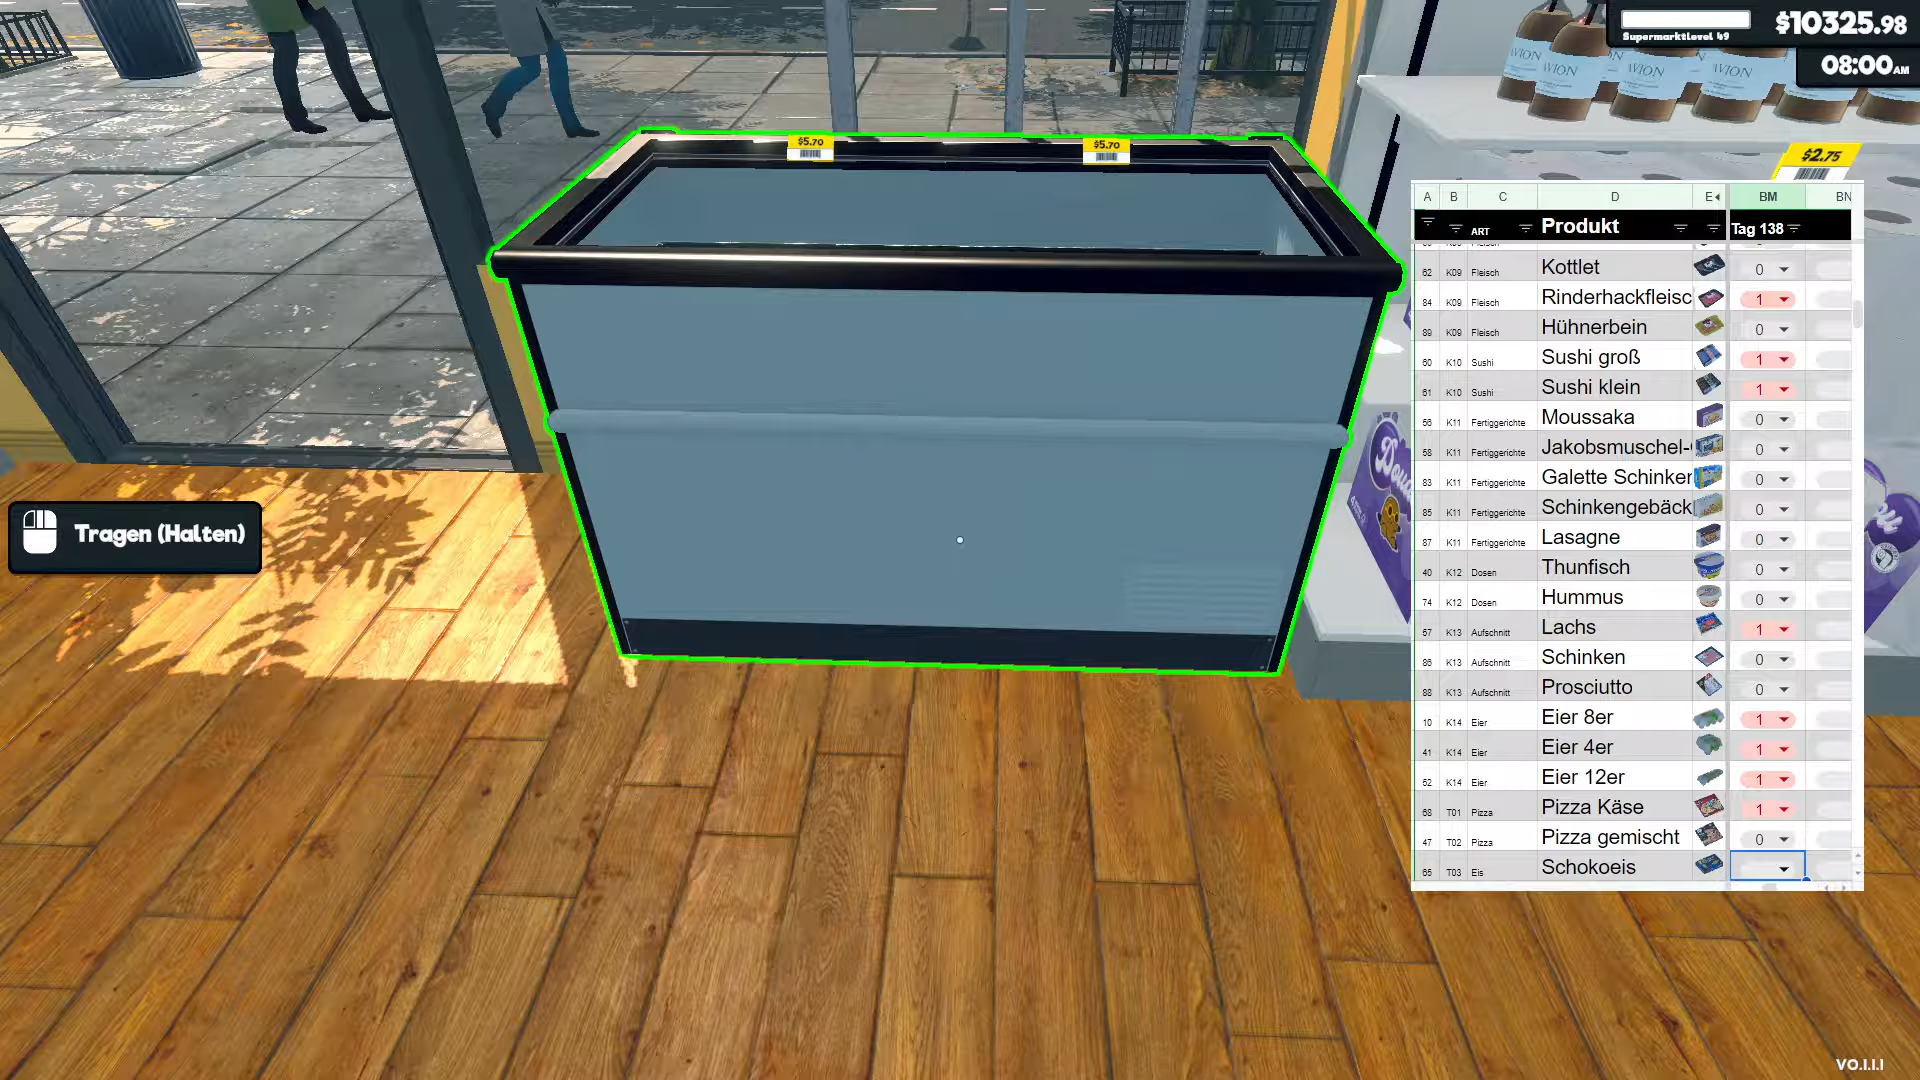 $10325.98
Supermarktlevel 49
08:00AM
AVION
VION
AVION
AVION
$5.70
$5.70
$2.75
A B C D E BM BN
ART Produkt Tag 138
62 K09 Fleisch Kottlet 0
84 K09 Fleisch Rinderhackfleisc 1
89 K09 Fleisch Hühnerbein 0
60 K10 Sushi Sushi groß 1
61 K10 Sushi Sushi klein 1
56 K11 Fertiggerichte Moussaka 0
58 K11 Fertiggerichte Jakobsmuschel- 0
83 K11 Fertiggerichte Galette Schinken 0
85 K11 Fertiggerichte Schinkengebäck 0
87 K11 Fertiggerichte Lasagne 0
40 K12 Dosen Thunfisch 0
74 K12 Dosen Hummus 0
57 K13 Aufschnitt Lachs 1
86 K13 Aufschnitt Schinken 0
88 K13 Aufschnitt Prosciutto 0
10 K14 Eier Eier 8er 1
41 K14 Eier Eier 4er 1
52 K14 Eier Eier 12er 1
68 T01 Pizza Pizza Käse 1
47 T02 Pizza Pizza gemischt 0
65 T03 Eis Schokoeis
Tragen (Halten)
V0.1.1.1